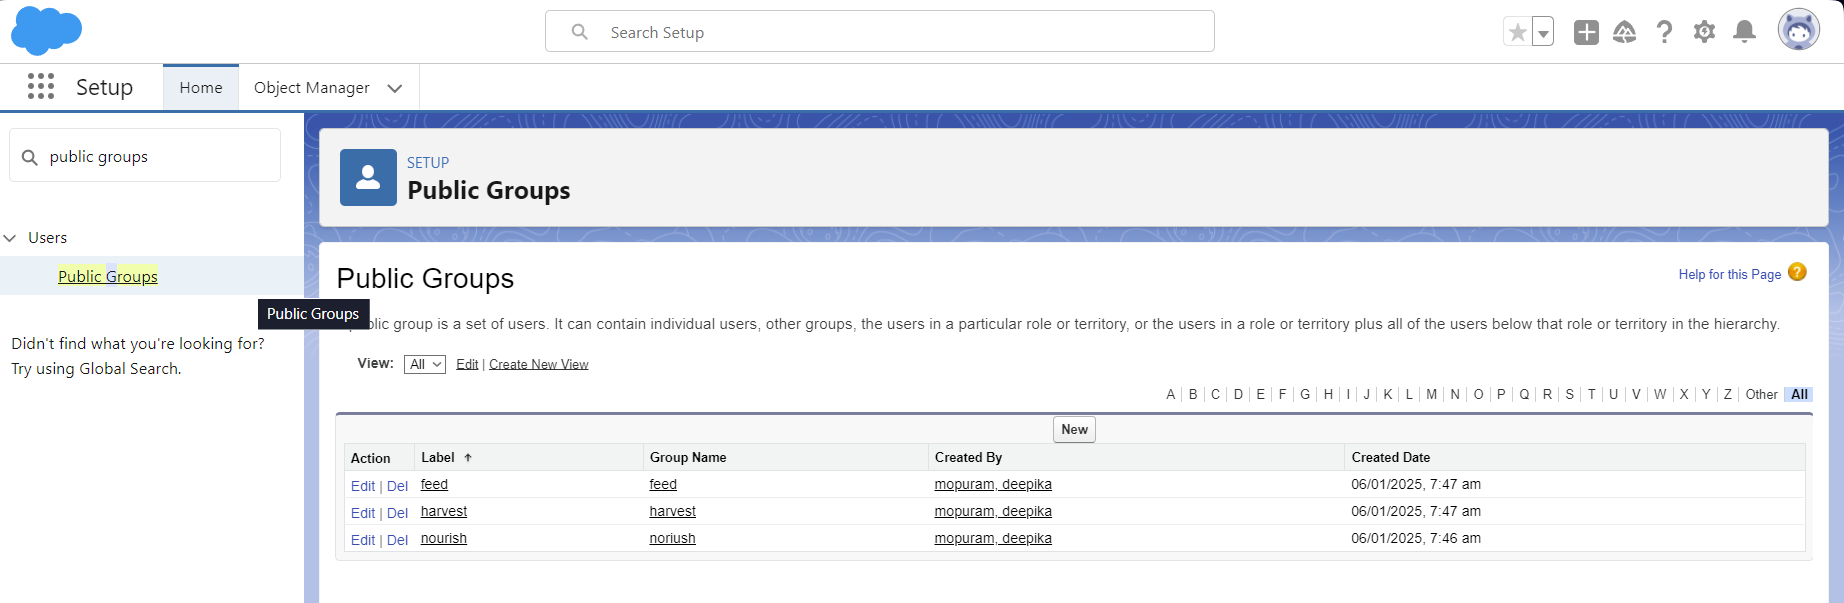 Search Setup
Setup
Home
Object Manager
public groups
Users
Public Groups
Public Groups
Didn't find what you're looking for?
Try using Global Search.
SETUP
Public Groups
Public Groups
Help for this Page ?
blic group is a set of users. It can contain individual users, other groups, the users in a particular role or territory, or the users in a role or territory plus all of the users below that role or territory in the hierarchy.
View: All Edit | Create New View
A | B | C | D | E | F | G | H | I | J | K | L | M | N | O | P | Q | R | S | T | U | V | W | X | Y | Z | Other | All
New
Action Label ↑ Group Name Created By Created Date
Edit | Del feed feed mopuram, deepika 06/01/2025, 7:47 am
Edit | Del harvest harvest mopuram, deepika 06/01/2025, 7:47 am
Edit | Del nourish noriush mopuram, deepika 06/01/2025, 7:46 am